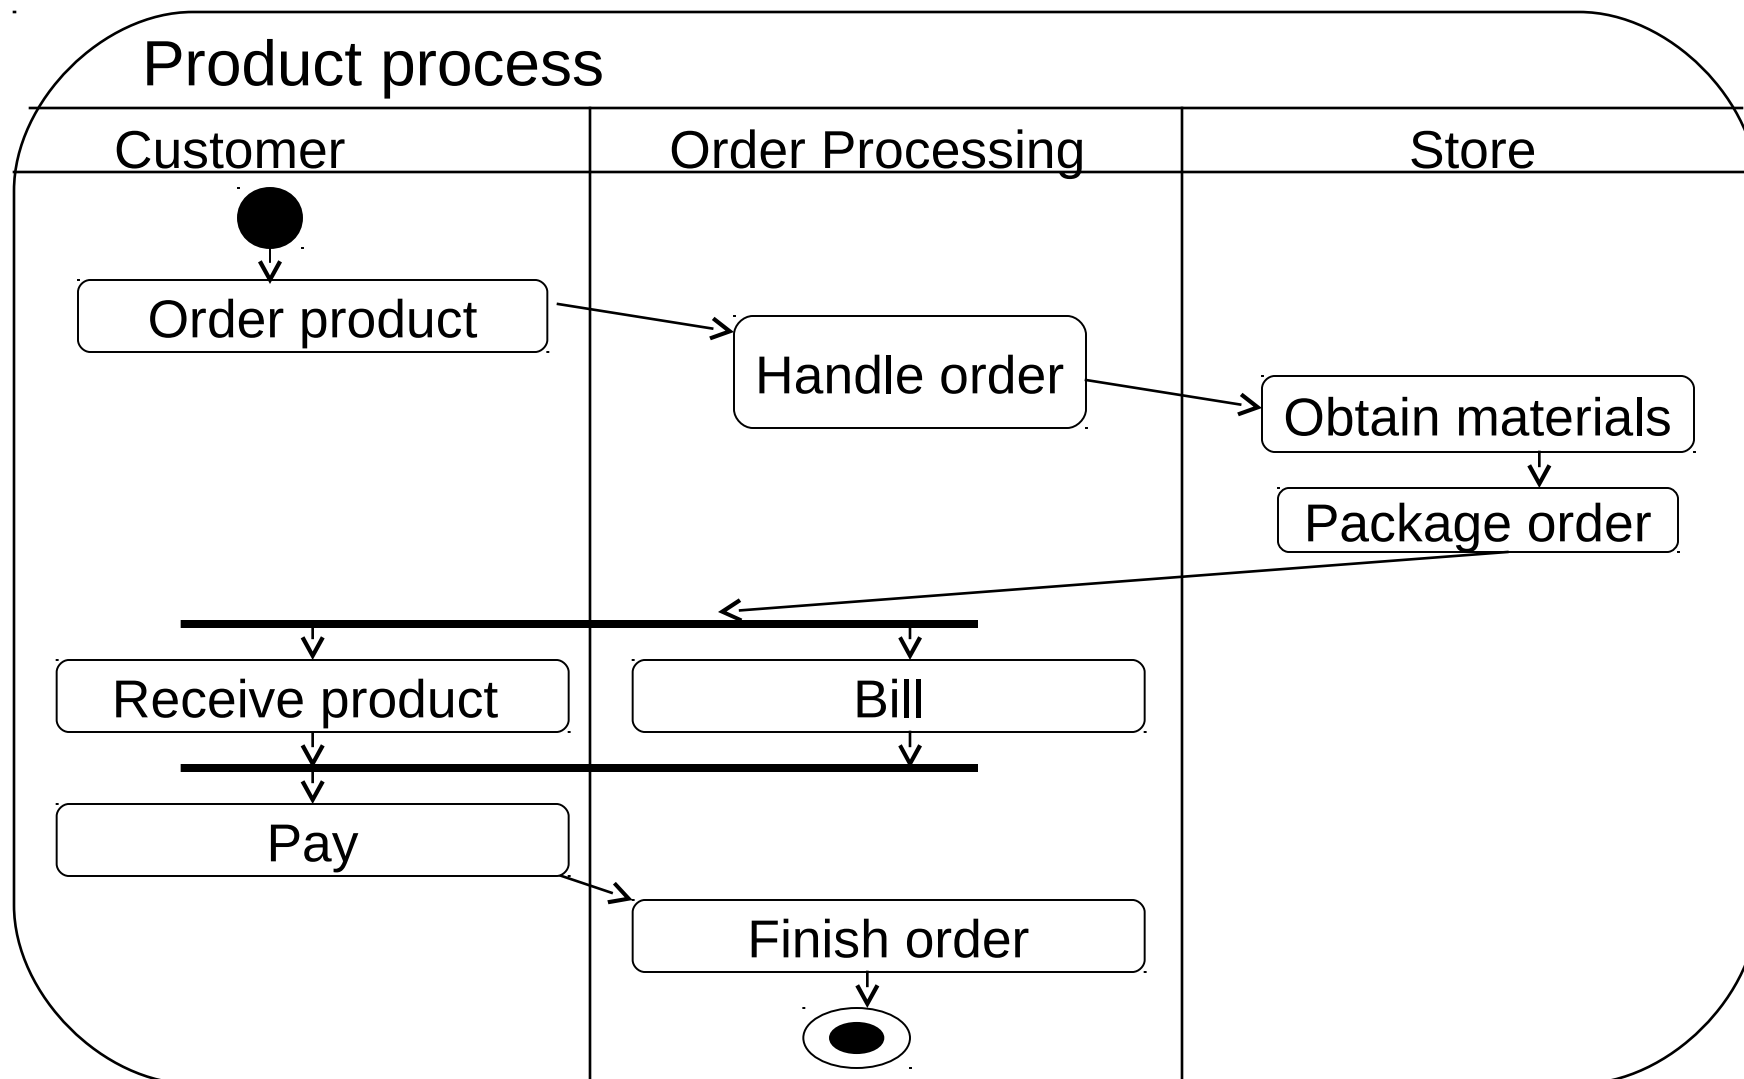 Product process
Customer
Order Processing
Store
Order product
Handle order
Obtain materials
Package order
Receive product
Bill
Pay
Finish order